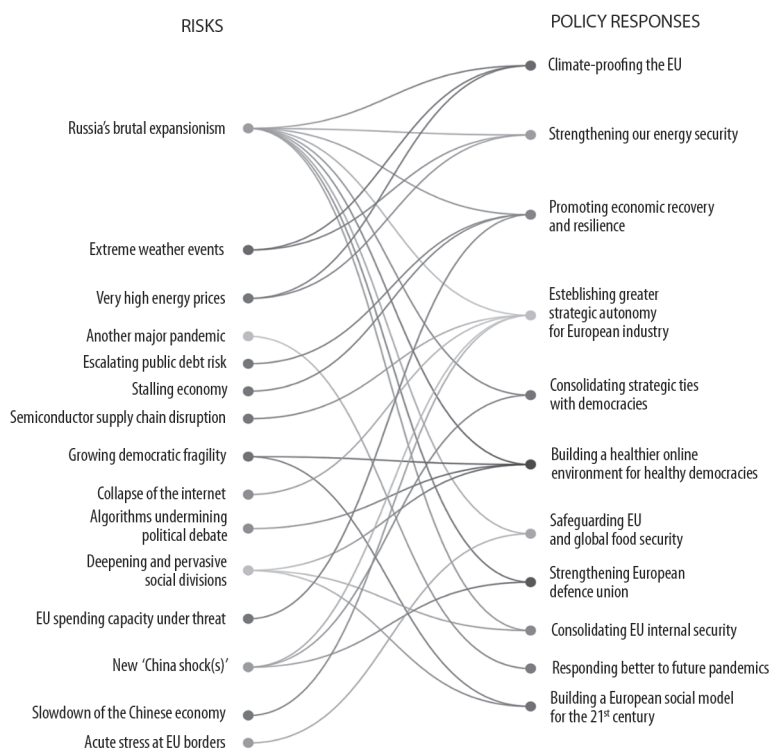 RISKS
Russia's brutal expansionism
Extreme weather events
Very high energy prices
Another major pandemic
Escalating public debt risk
Stalling economy
Semiconductor supply chain disruption
Growing democratic fragility
Collapse of the internet
Algorithms undermining
political debate
Deepening and pervasive
social divisions
EU spending capacity under threat
New ‘China shock(s)’
Slowdown of the Chinese economy
Acute stress at EU borders
POLICY RESPONSES
Climate-proofing the EU
Strengthening our energy security
Promoting economic recovery
and resilience
Esteblishing greater
strategic autonomy
for European industry
Consolidating strategic ties
with democracies
Building a healthier online
environment for healthy democracies
Safeguarding EU
and global food security
Strengthening European
defence union
Consolidating EU internal security
Responding better to future pandemics
Building a European social model
for the 21st century